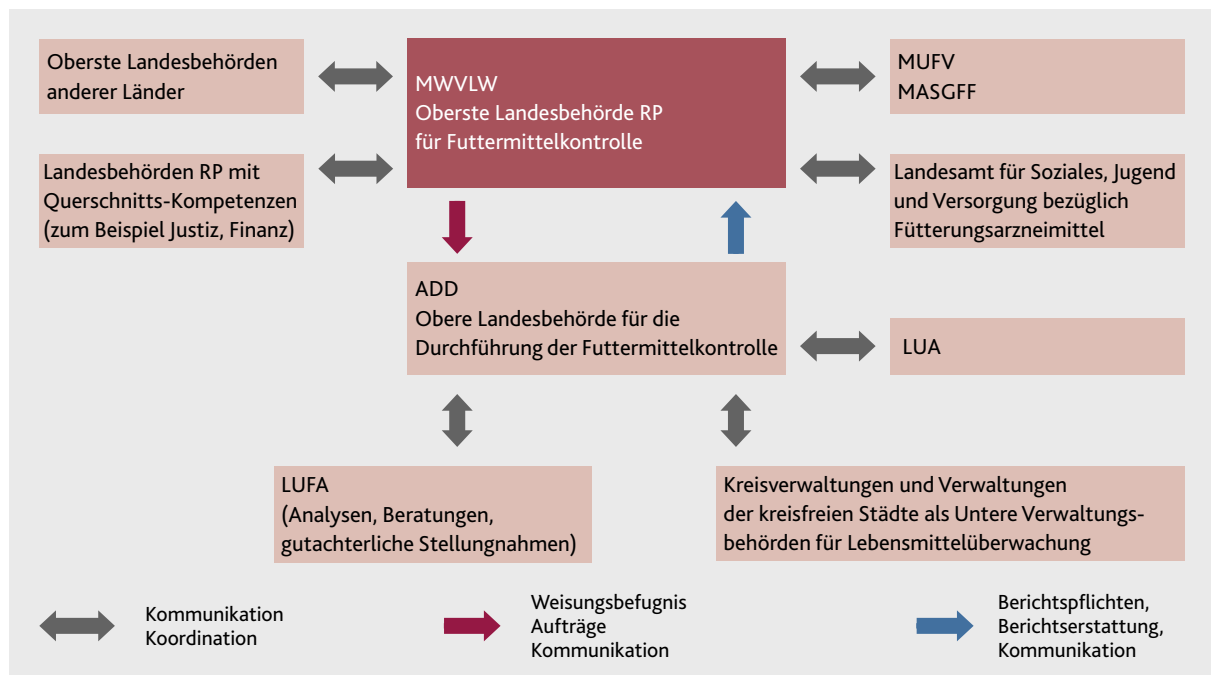 Oberste Landesbehörden
anderer Länder
MWVLW
Oberste Landesbehörde RP
für Futtermittelkontrolle
MUFV
MASGFF
Landesbehörden RP mit
Querschnitts-Kompetenzen
(zum Beispiel Justiz, Finanz)
Landesamt für Soziales, Jugend
und Versorgung bezüglich
Fütterungsarzneimittel
ADD
Obere Landesbehörde für die
Durchführung der Futtermittelkontrolle
LUA
LUFA
(Analysen, Beratungen,
gutachterliche Stellungnahmen)
Kreisverwaltungen und Verwaltungen
der kreisfreien Städte als Untere Verwaltungs-
behörden für Lebensmittelüberwachung
Kommunikation
Koordination
Weisungsbefugnis
Aufträge
Kommunikation
Berichtspflichten,
Berichtserstattung,
Kommunikation